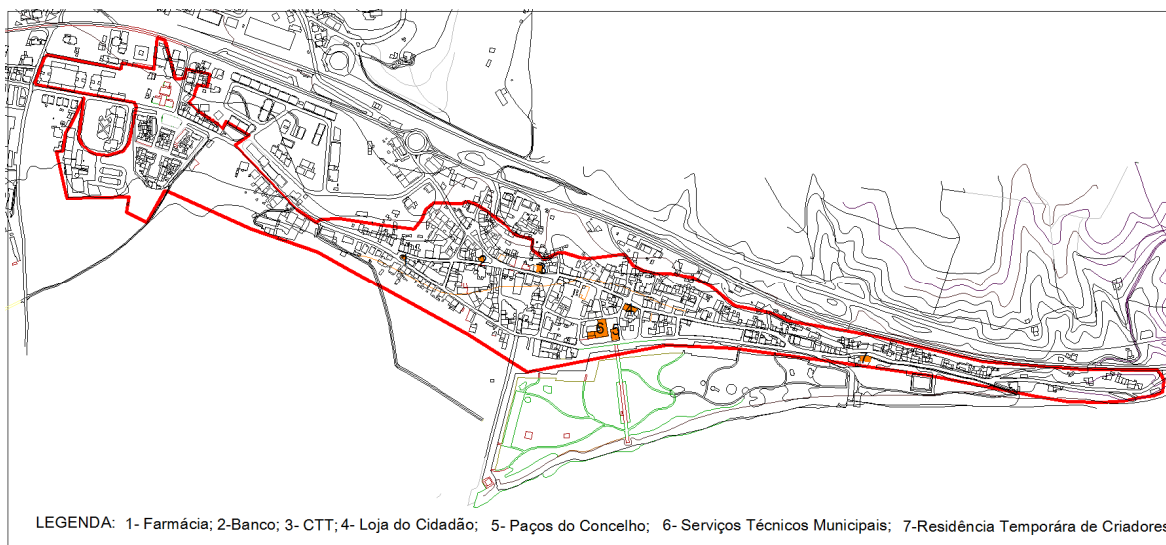 LEGENDA: 1- Farmácia; 2-Banco; 3- CTT; 4- Loja do Cidadão; 5- Paços do Concelho; 6- Serviços Técnicos Municipais; 7-Residência Temporára de Criadores